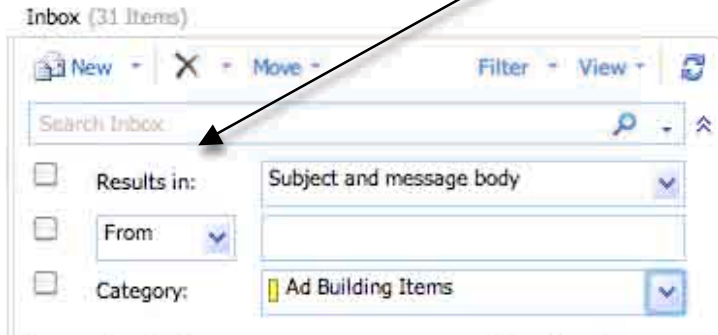 Inbox (31 Items)
New Move Filter View
Search Inbox
Results in: Subject and message body
From
Category: Ad Building Items